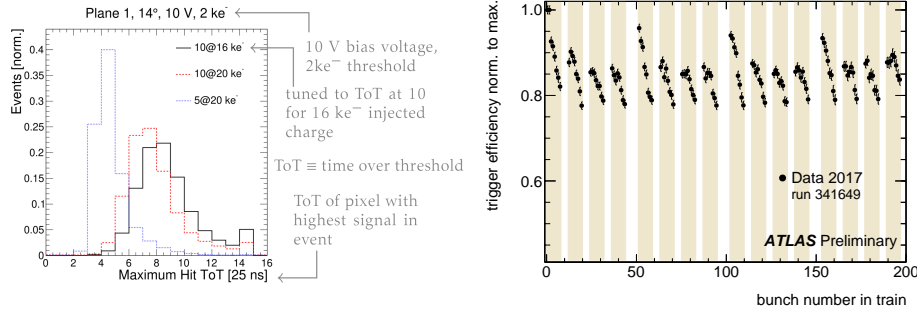 Plane 1, 14°, 10 V, 2 ke⁻
Events [norm.]
0.4
0.35
0.3
0.25
0.2
0.15
0.1
0.05
0
10@16 ke⁻
10@20 ke⁻
5@20 ke⁻
0 2 4 6 8 10 12 14 16
Maximum Hit ToT [25 ns]
10 V bias voltage,
2ke⁻ threshold
tuned to ToT at 10
for 16 ke⁻ injected
charge
ToT ≡ time over threshold
ToT of pixel with
highest signal in
event
trigger efficiency norm. to max.
1.0
0.8
0.6
Data 2017
run 341649
ATLAS Preliminary
0 50 100 150 200
bunch number in train